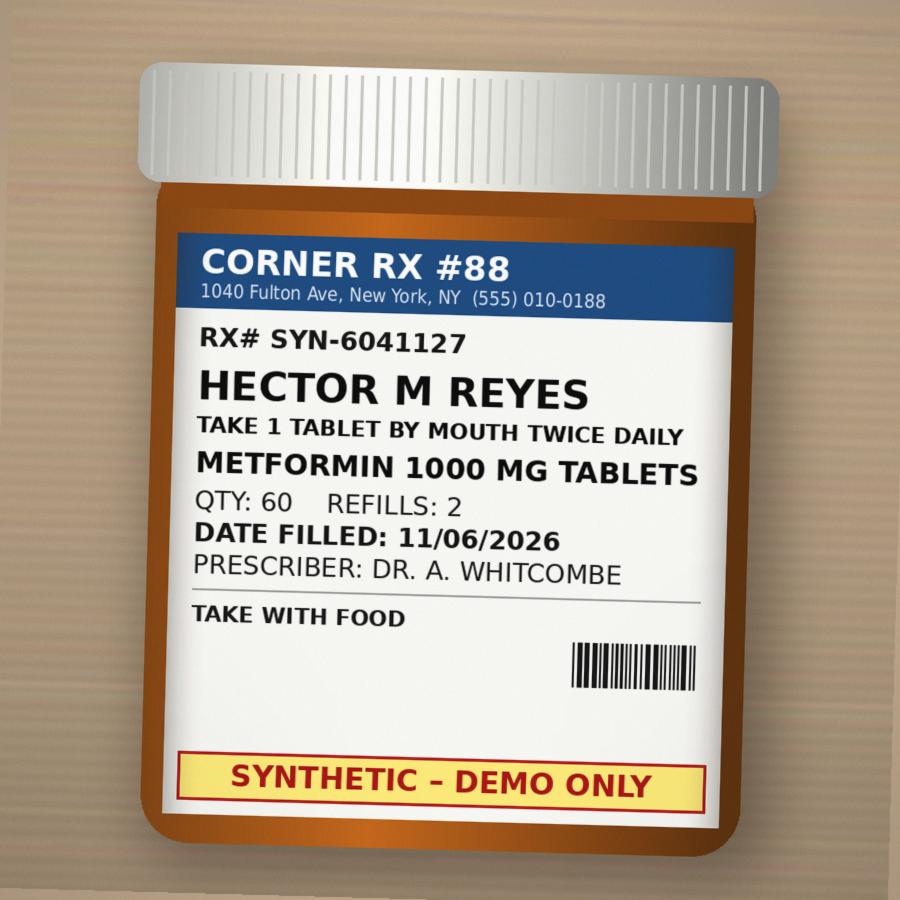 CORNER RX #88
1040 Fulton Ave, New York, NY (555) 010-0188
RX# SYN-6041127
HECTOR M REYES
TAKE 1 TABLET BY MOUTH TWICE DAILY
METFORMIN 1000 MG TABLETS
QTY: 60 REFILLS: 2
DATE FILLED: 11/06/2026
PRESCRIBER: DR. A. WHITCOMBE
TAKE WITH FOOD
SYNTHETIC – DEMO ONLY